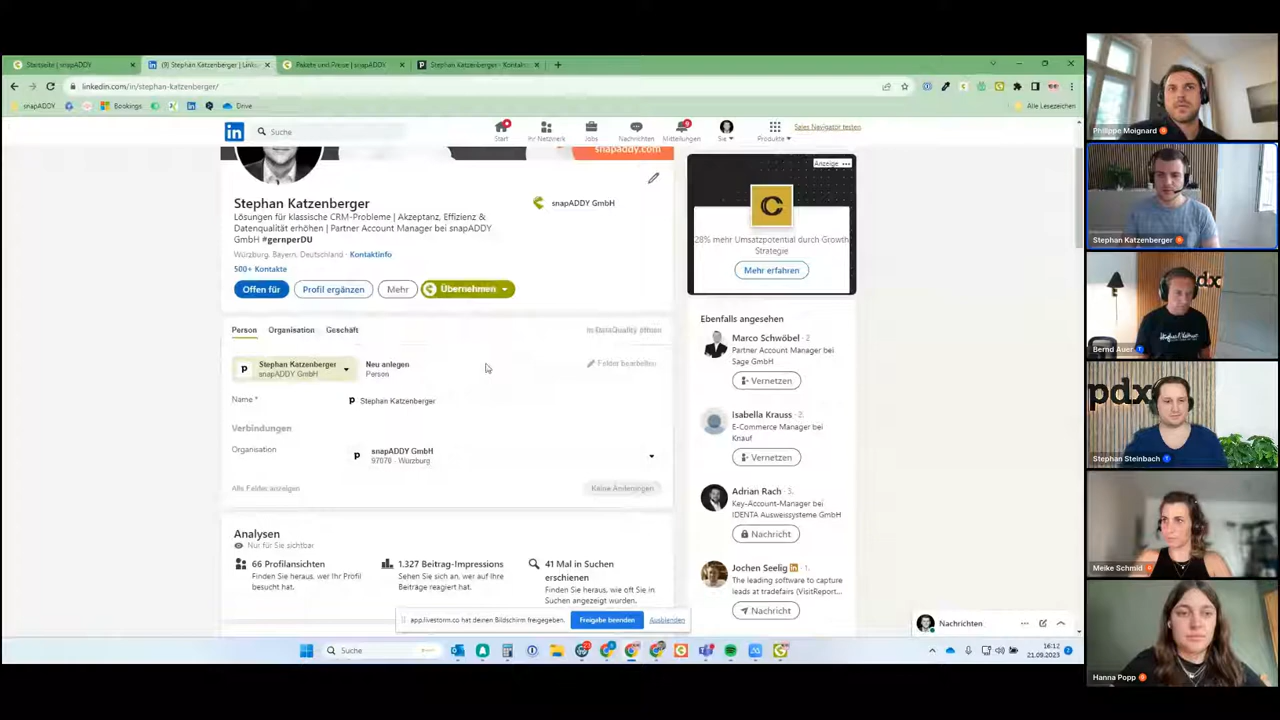 Startseite | snapADDY
(9) Stephan Katzenberger | Linke
Pakete und Preise | snapADDY
Stephan Katzenberger - Kontakt
linkedin.com/in/stephan-katzenberger/
snapADDY
Bookings
Drive
Alle Lesezeichen
Suche
Start
Ihr Netzwerk
Jobs
Nachrichten
Mitteilungen
Sie
Produkte
Sales Navigator testen
snapaddy.com
Stephan Katzenberger
snapADDY GmbH
Lösungen für klassische CRM-Probleme | Akzeptanz, Effizienz &
Datenqualität erhöhen | Partner Account Manager bei snapADDY
GmbH #gernperDU
Würzburg, Bayern, Deutschland · Kontaktinfo
500+ Kontakte
Offen für
Profil ergänzen
Mehr
Übernehmen
Person
Organisation
Geschäft
In DataQuality öffnen
p
Stephan Katzenberger
snapADDY GmbH
Neu anlegen
Person
Felder bearbeiten
Name *
p Stephan Katzenberger
Verbindungen
Organisation
p
snapADDY GmbH
97070 · Würzburg
Alle Felder anzeigen
Keine Änderungen
Analysen
Nur für Sie sichtbar
66 Profilansichten
Finden Sie heraus, wer Ihr Profil
besucht hat.
1.327 Beitrag-Impressions
Sehen Sie sich an, wer auf Ihre
Beiträge reagiert hat.
41 Mal in Suchen
erschienen
Finden Sie heraus, wie oft Sie in
Suchen angezeigt wurden.
Anzeige
28% mehr Umsatzpotential durch Growth
Strategie
Mehr erfahren
Ebenfalls angesehen
Marco Schwöbel · 2
Partner Account Manager bei
Sage GmbH
Vernetzen
Isabella Krauss · 2.
E-Commerce Manager bei
Knauf
Vernetzen
Adrian Rach · 3.
Key-Account-Manager bei
IDENTA Ausweissysteme GmbH
Nachricht
Jochen Seelig in · 1.
The leading software to capture
leads at tradefairs (VisitReport...
Nachricht
app.livestorm.co hat deinen Bildschirm freigegeben.
Freigabe beenden
Ausblenden
Nachrichten
Suche
16:12
21.09.2023
Philippe Moignard
Stephan Katzenberger
Bernd Auer
pdx
Stephan Steinbach
Meike Schmid
Hanna Popp